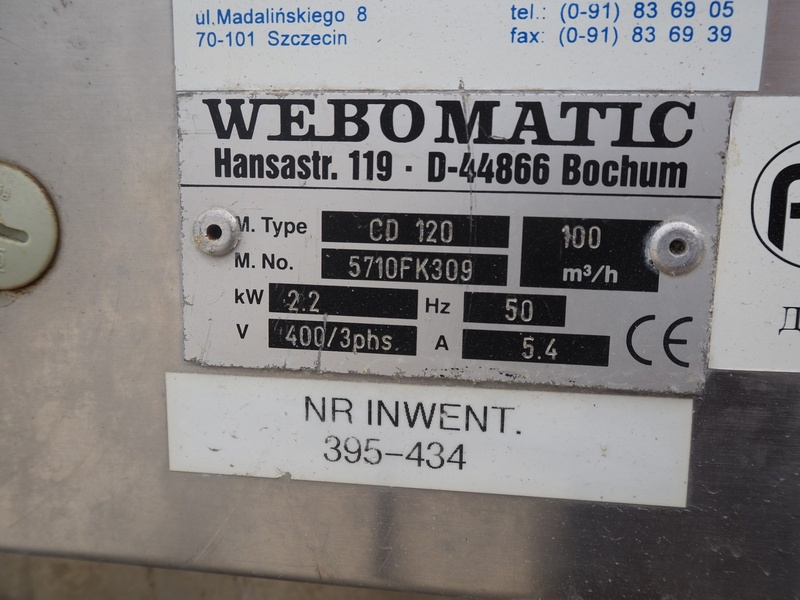 ul.Madalińskiego 8
70-101 Szczecin
tel.: (0-91) 83 69 05
fax: (0-91) 83 69 39
WEBOMATIC
Hansastr. 119 · D-44866 Bochum
M. Type CD 120 100
M. No. 5710FK309 m³/h
kW 2.2 Hz 50
V 400/3phs. A 5.4 CE
NR INWENT.
395-434